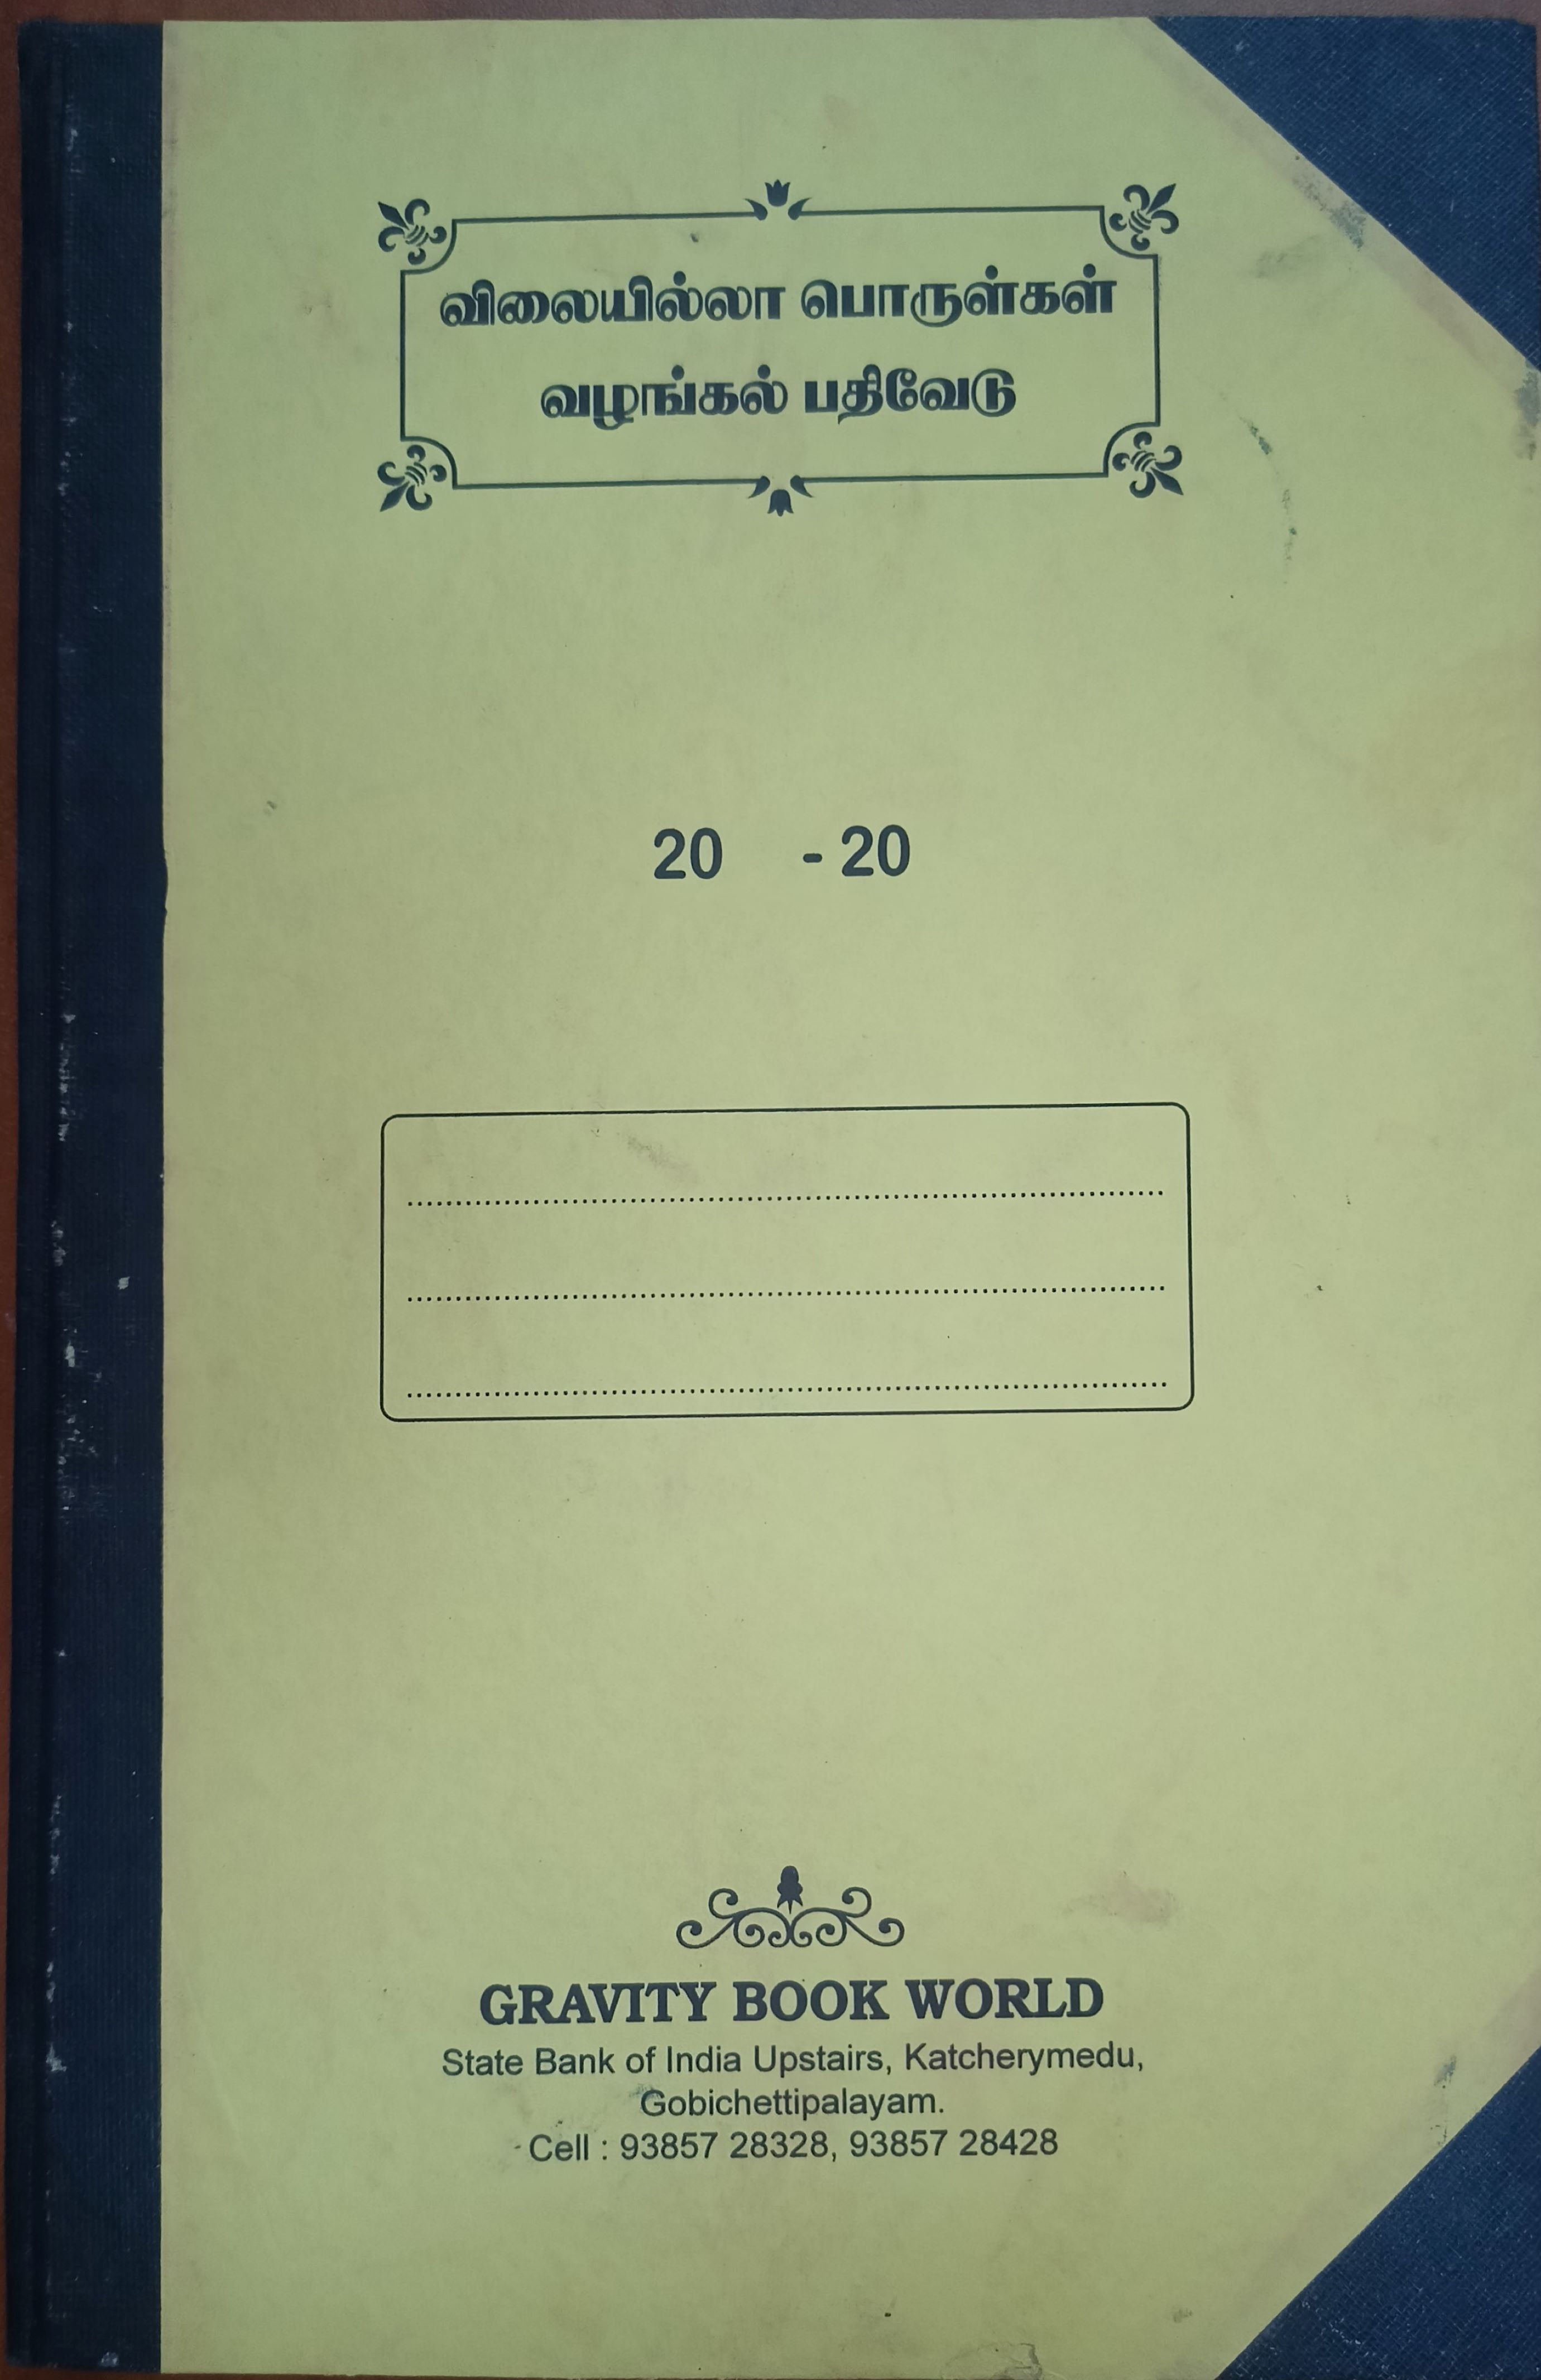 விலையில்லா பொருள்கள்
வழங்கல் பதிவேடு
20 - 20
GRAVITY BOOK WORLD
State Bank of India Upstairs, Katcherymedu,
Gobichettipalayam.
Cell : 93857 28328, 93857 28428